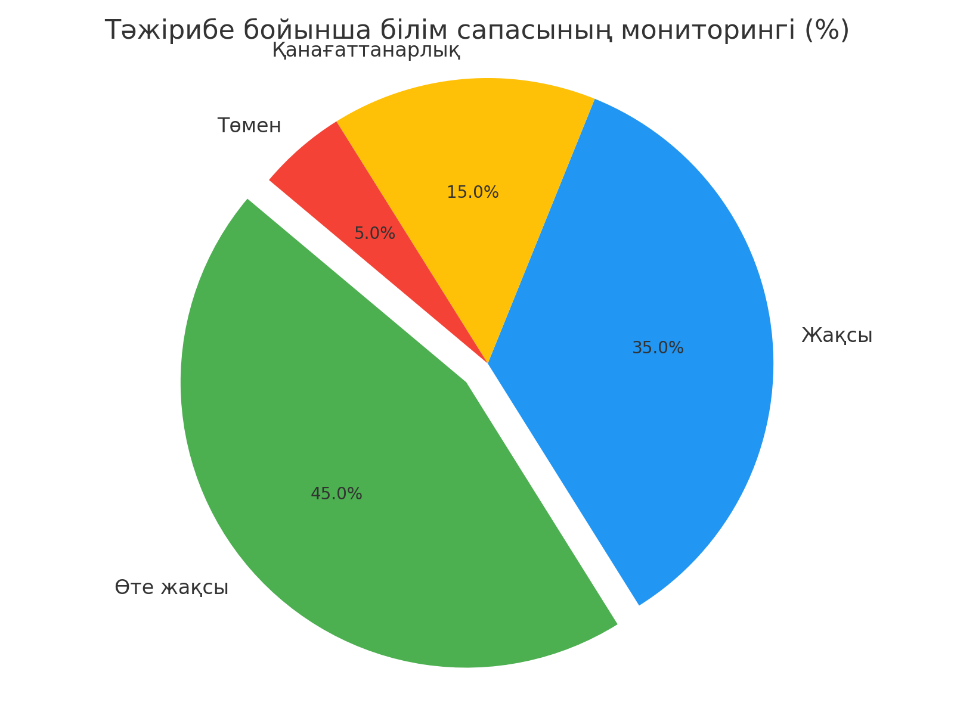 Тәжірибе бойынша білім сапасының мониторингі (%)
Қанағаттанарлық
Төмен
15.0%
5.0%
Жақсы
35.0%
45.0%
Өте жақсы